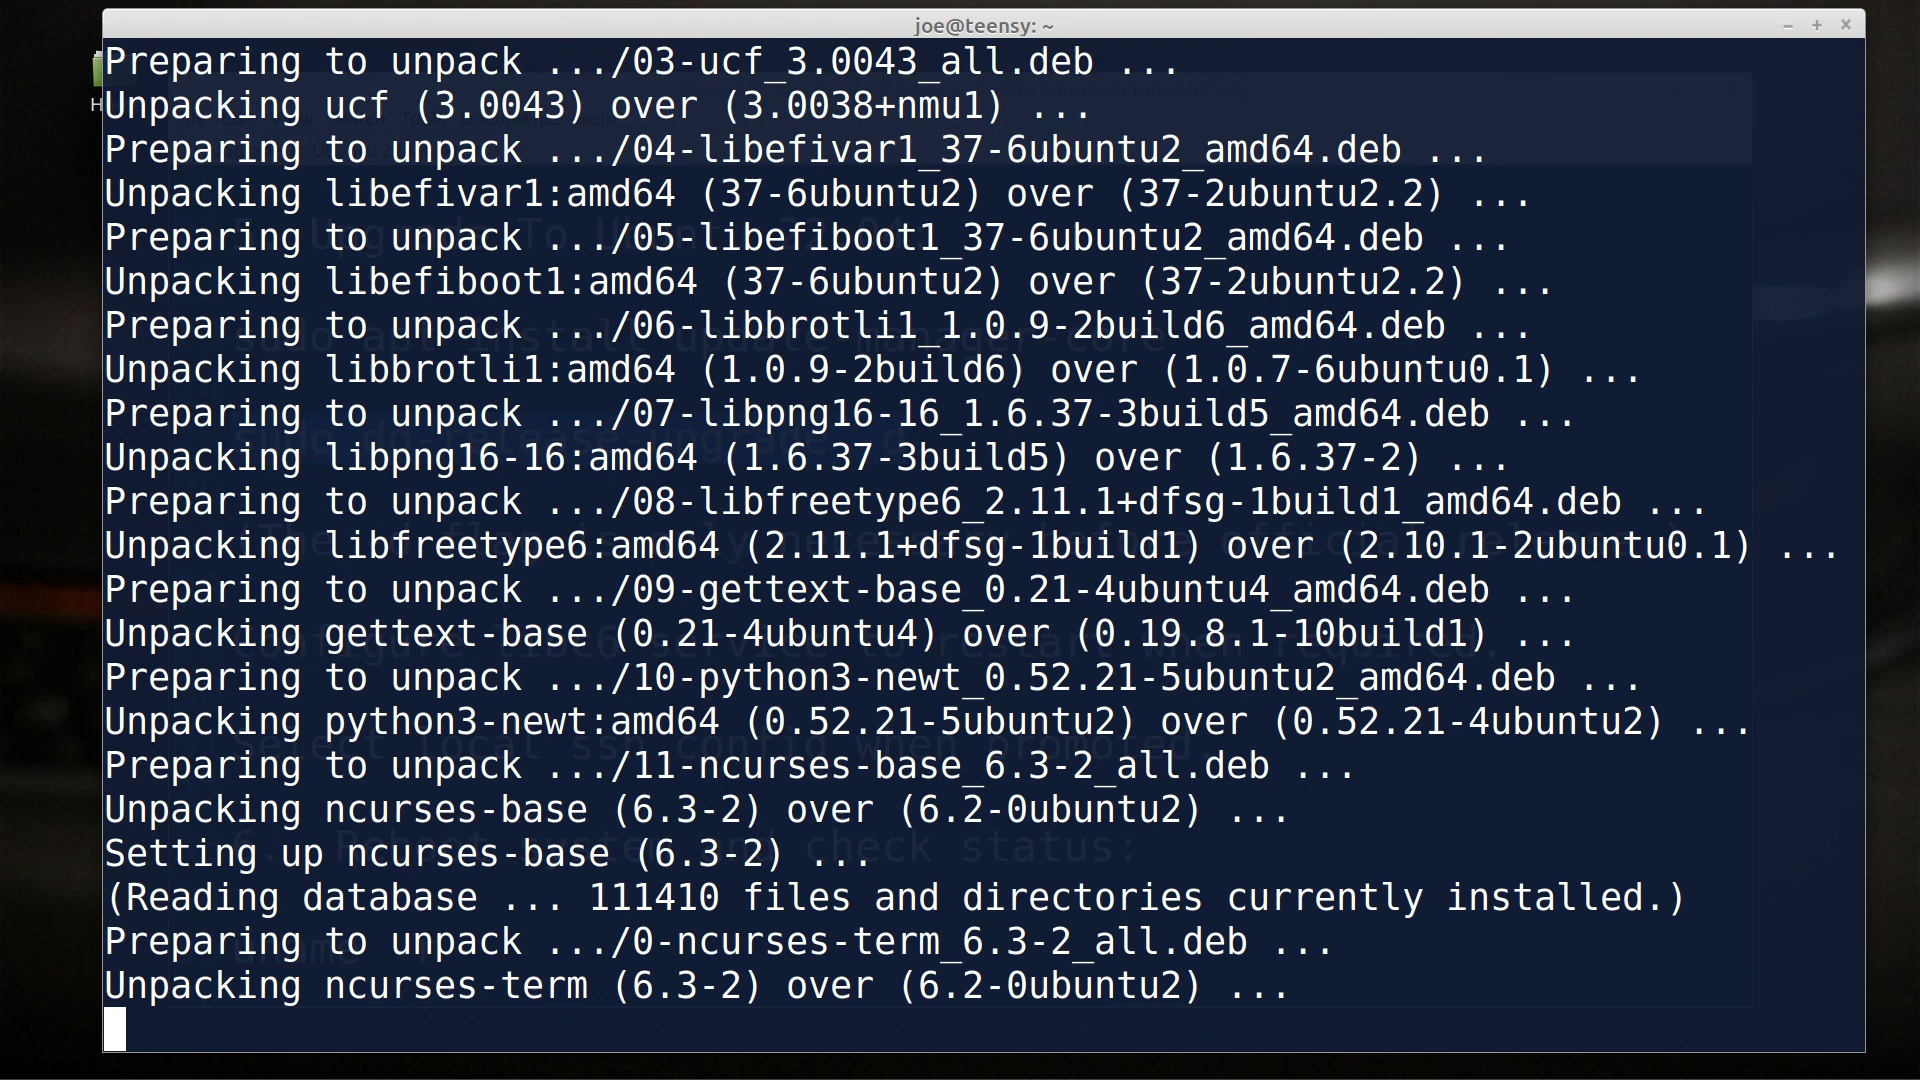 joe@teensy: ~
Preparing to unpack .../03-ucf_3.0043_all.deb ...
Unpacking ucf (3.0043) over (3.0038+nmu1) ...
Preparing to unpack .../04-libefivar1_37-6ubuntu2_amd64.deb ...
Unpacking libefivar1:amd64 (37-6ubuntu2) over (37-2ubuntu2.2) ...
Preparing to unpack .../05-libefiboot1_37-6ubuntu2_amd64.deb ...
Unpacking libefiboot1:amd64 (37-6ubuntu2) over (37-2ubuntu2.2) ...
Preparing to unpack .../06-libbrotli1_1.0.9-2build6_amd64.deb ...
Unpacking libbrotli1:amd64 (1.0.9-2build6) over (1.0.7-6ubuntu0.1) ...
Preparing to unpack .../07-libpng16-16_1.6.37-3build5_amd64.deb ...
Unpacking libpng16-16:amd64 (1.6.37-3build5) over (1.6.37-2) ...
Preparing to unpack .../08-libfreetype6_2.11.1+dfsg-1build1_amd64.deb ...
Unpacking libfreetype6:amd64 (2.11.1+dfsg-1build1) over (2.10.1-2ubuntu0.1) ...
Preparing to unpack .../09-gettext-base_0.21-4ubuntu4_amd64.deb ...
Unpacking gettext-base (0.21-4ubuntu4) over (0.19.8.1-10build1) ...
Preparing to unpack .../10-python3-newt_0.52.21-5ubuntu2_amd64.deb ...
Unpacking python3-newt:amd64 (0.52.21-5ubuntu2) over (0.52.21-4ubuntu2) ...
Preparing to unpack .../11-ncurses-base_6.3-2_all.deb ...
Unpacking ncurses-base (6.3-2) over (6.2-0ubuntu2) ...
Setting up ncurses-base (6.3-2) ...
(Reading database ... 111410 files and directories currently installed.)
Preparing to unpack .../0-ncurses-term_6.3-2_all.deb ...
Unpacking ncurses-term (6.3-2) over (6.2-0ubuntu2) ...